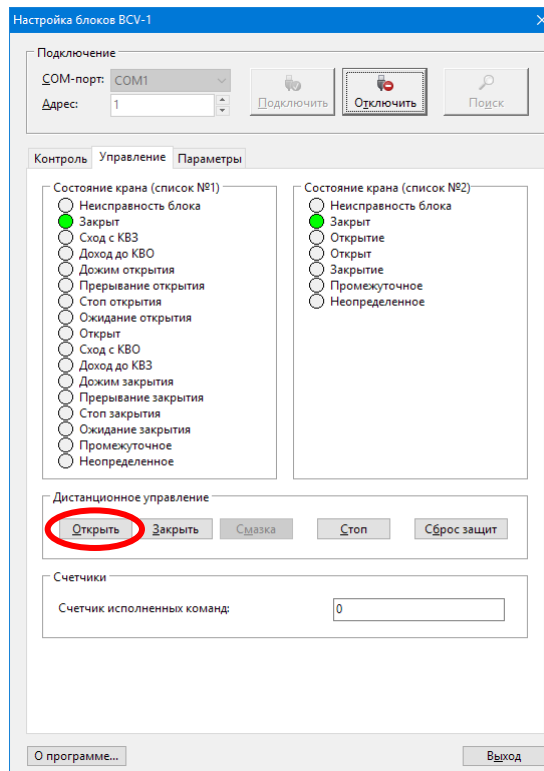 Настройка блоков BCV-1
Подключение
COM-порт: COM1
Адрес: 1
Подключить
Отключить
Поиск
Контроль Управление Параметры
Состояние крана (список №1)
Неисправность блока
Закрыт
Сход с КВЗ
Доход до КВО
Дожим открытия
Прерывание открытия
Стоп открытия
Ожидание открытия
Открыт
Сход с КВО
Доход до КВЗ
Дожим закрытия
Прерывание закрытия
Стоп закрытия
Ожидание закрытия
Промежуточное
Неопределенное
Состояние крана (список №2)
Неисправность блока
Закрыт
Открытие
Открыт
Закрытие
Промежуточное
Неопределенное
Дистанционное управление
Открыть Закрыть Смазка Стоп Сброс защит
Счетчики
Счетчик исполненных команд: 0
О программе... Выход